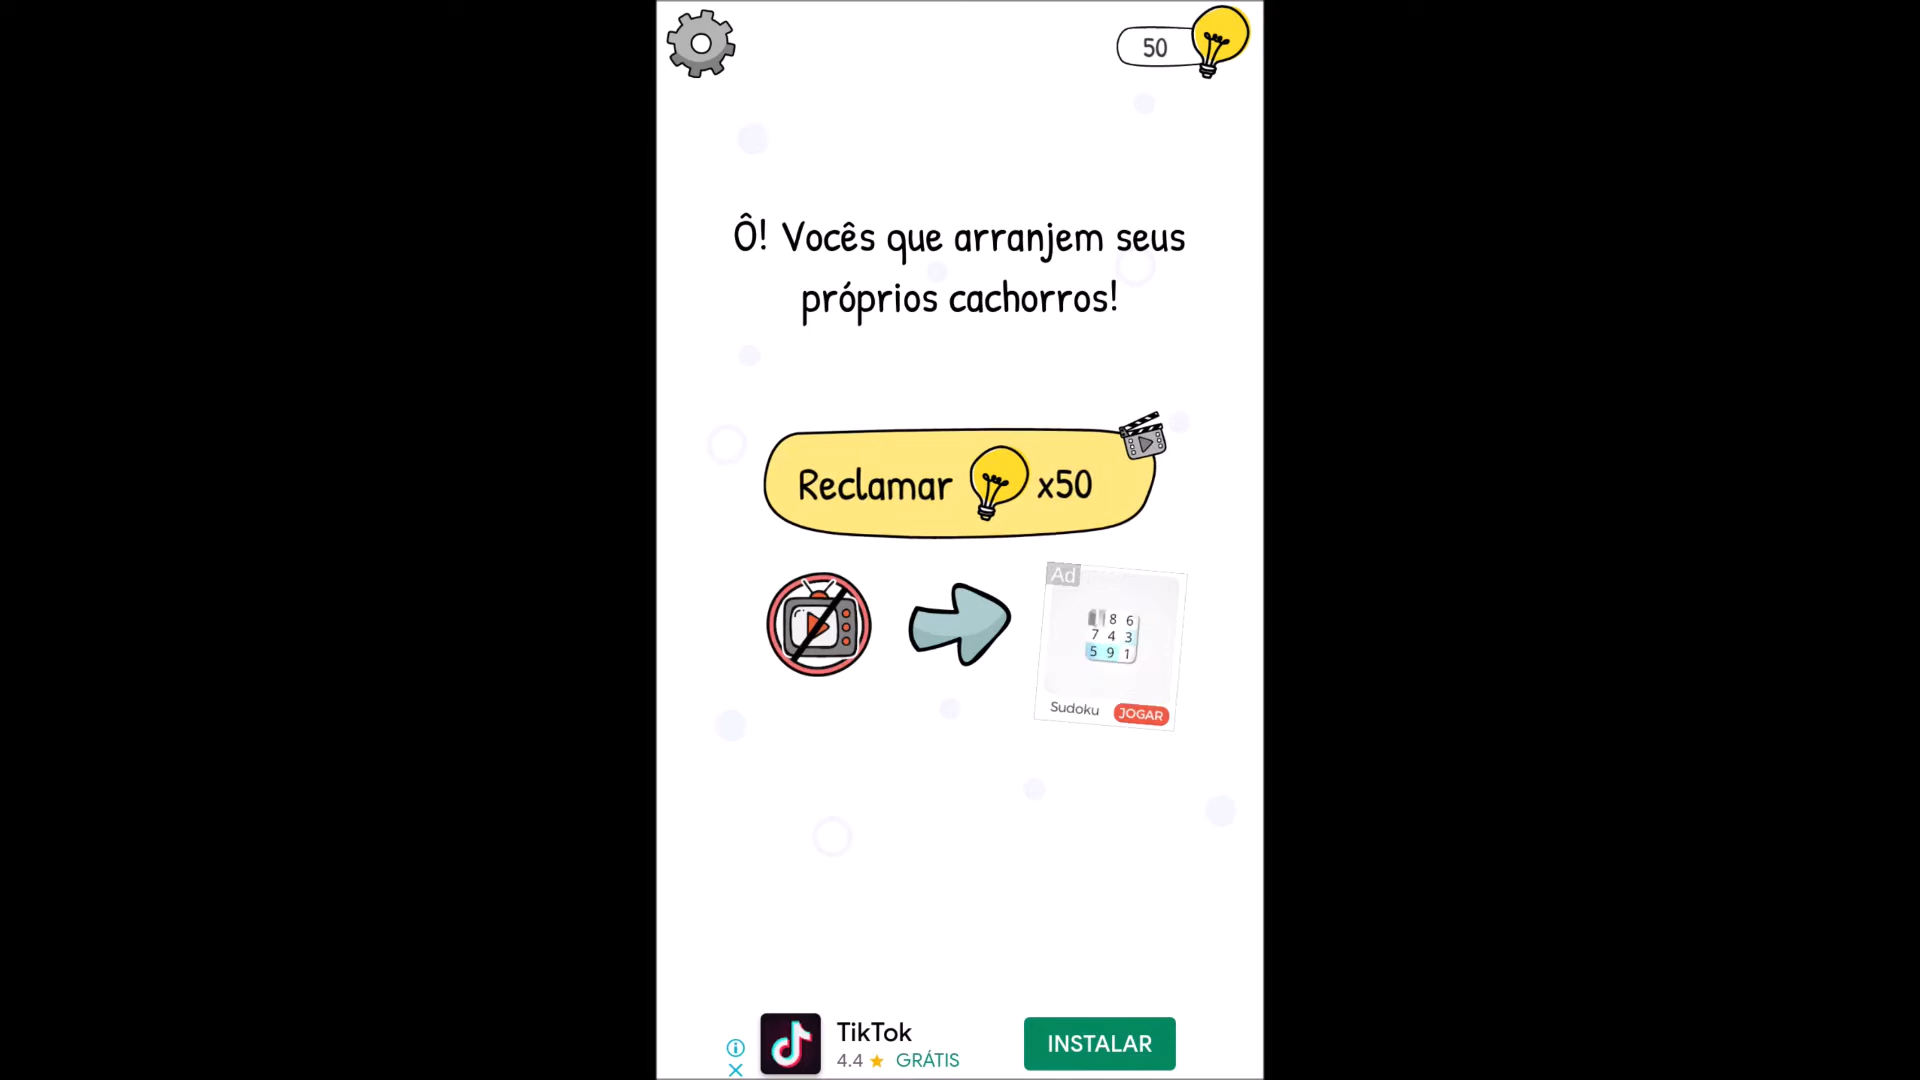 50
Ô! Vocês que arranjem seus
próprios cachorros!
Reclamar x50
Ad
8 6
7 4 3
5 9 1
Sudoku JOGAR
TikTok
4.4 GRÁTIS
INSTALAR